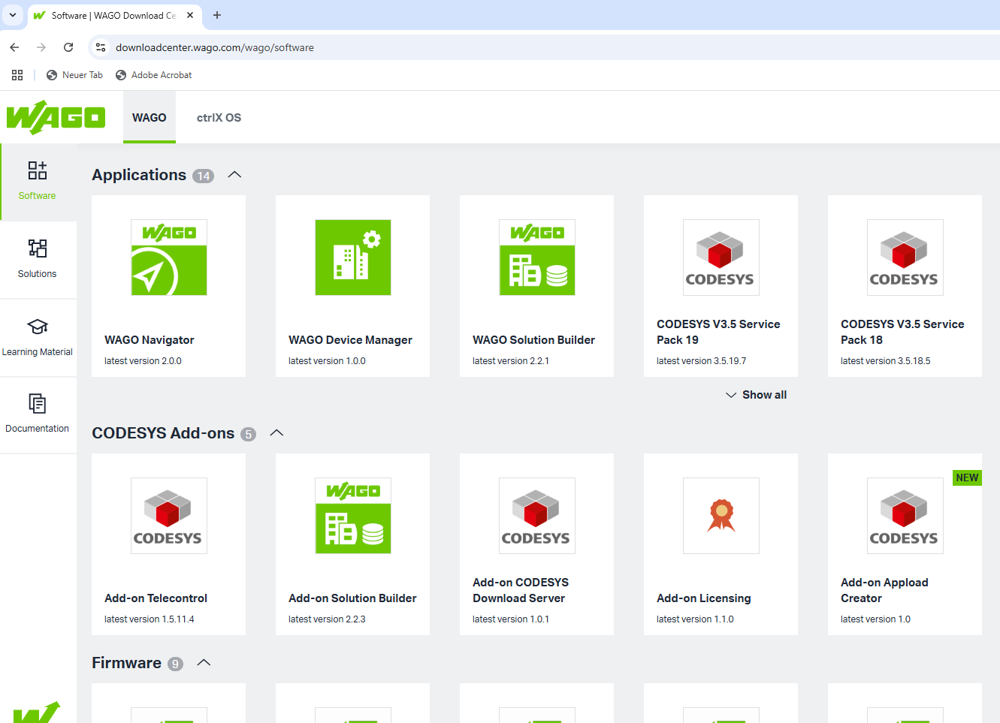 Software | WAGO Download Ce
downloadcenter.wago.com/wago/software
Neuer Tab
Adobe Acrobat
WAGO
WAGO
ctrlX OS
Software
Solutions
Learning Material
Documentation
Applications 14
WAGO
WAGO Navigator
latest version 2.0.0
WAGO Device Manager
latest version 1.0.0
WAGO
WAGO Solution Builder
latest version 2.2.1
CODESYS
CODESYS V3.5 Service
Pack 19
latest version 3.5.19.7
CODESYS
CODESYS V3.5 Service
Pack 18
latest version 3.5.18.5
Show all
CODESYS Add-ons 5
CODESYS
Add-on Telecontrol
latest version 1.5.11.4
WAGO
Add-on Solution Builder
latest version 2.2.3
CODESYS
Add-on CODESYS
Download Server
latest version 1.0.1
Add-on Licensing
latest version 1.1.0
NEW
CODESYS
Add-on Appload
Creator
latest version 1.0
Firmware 9